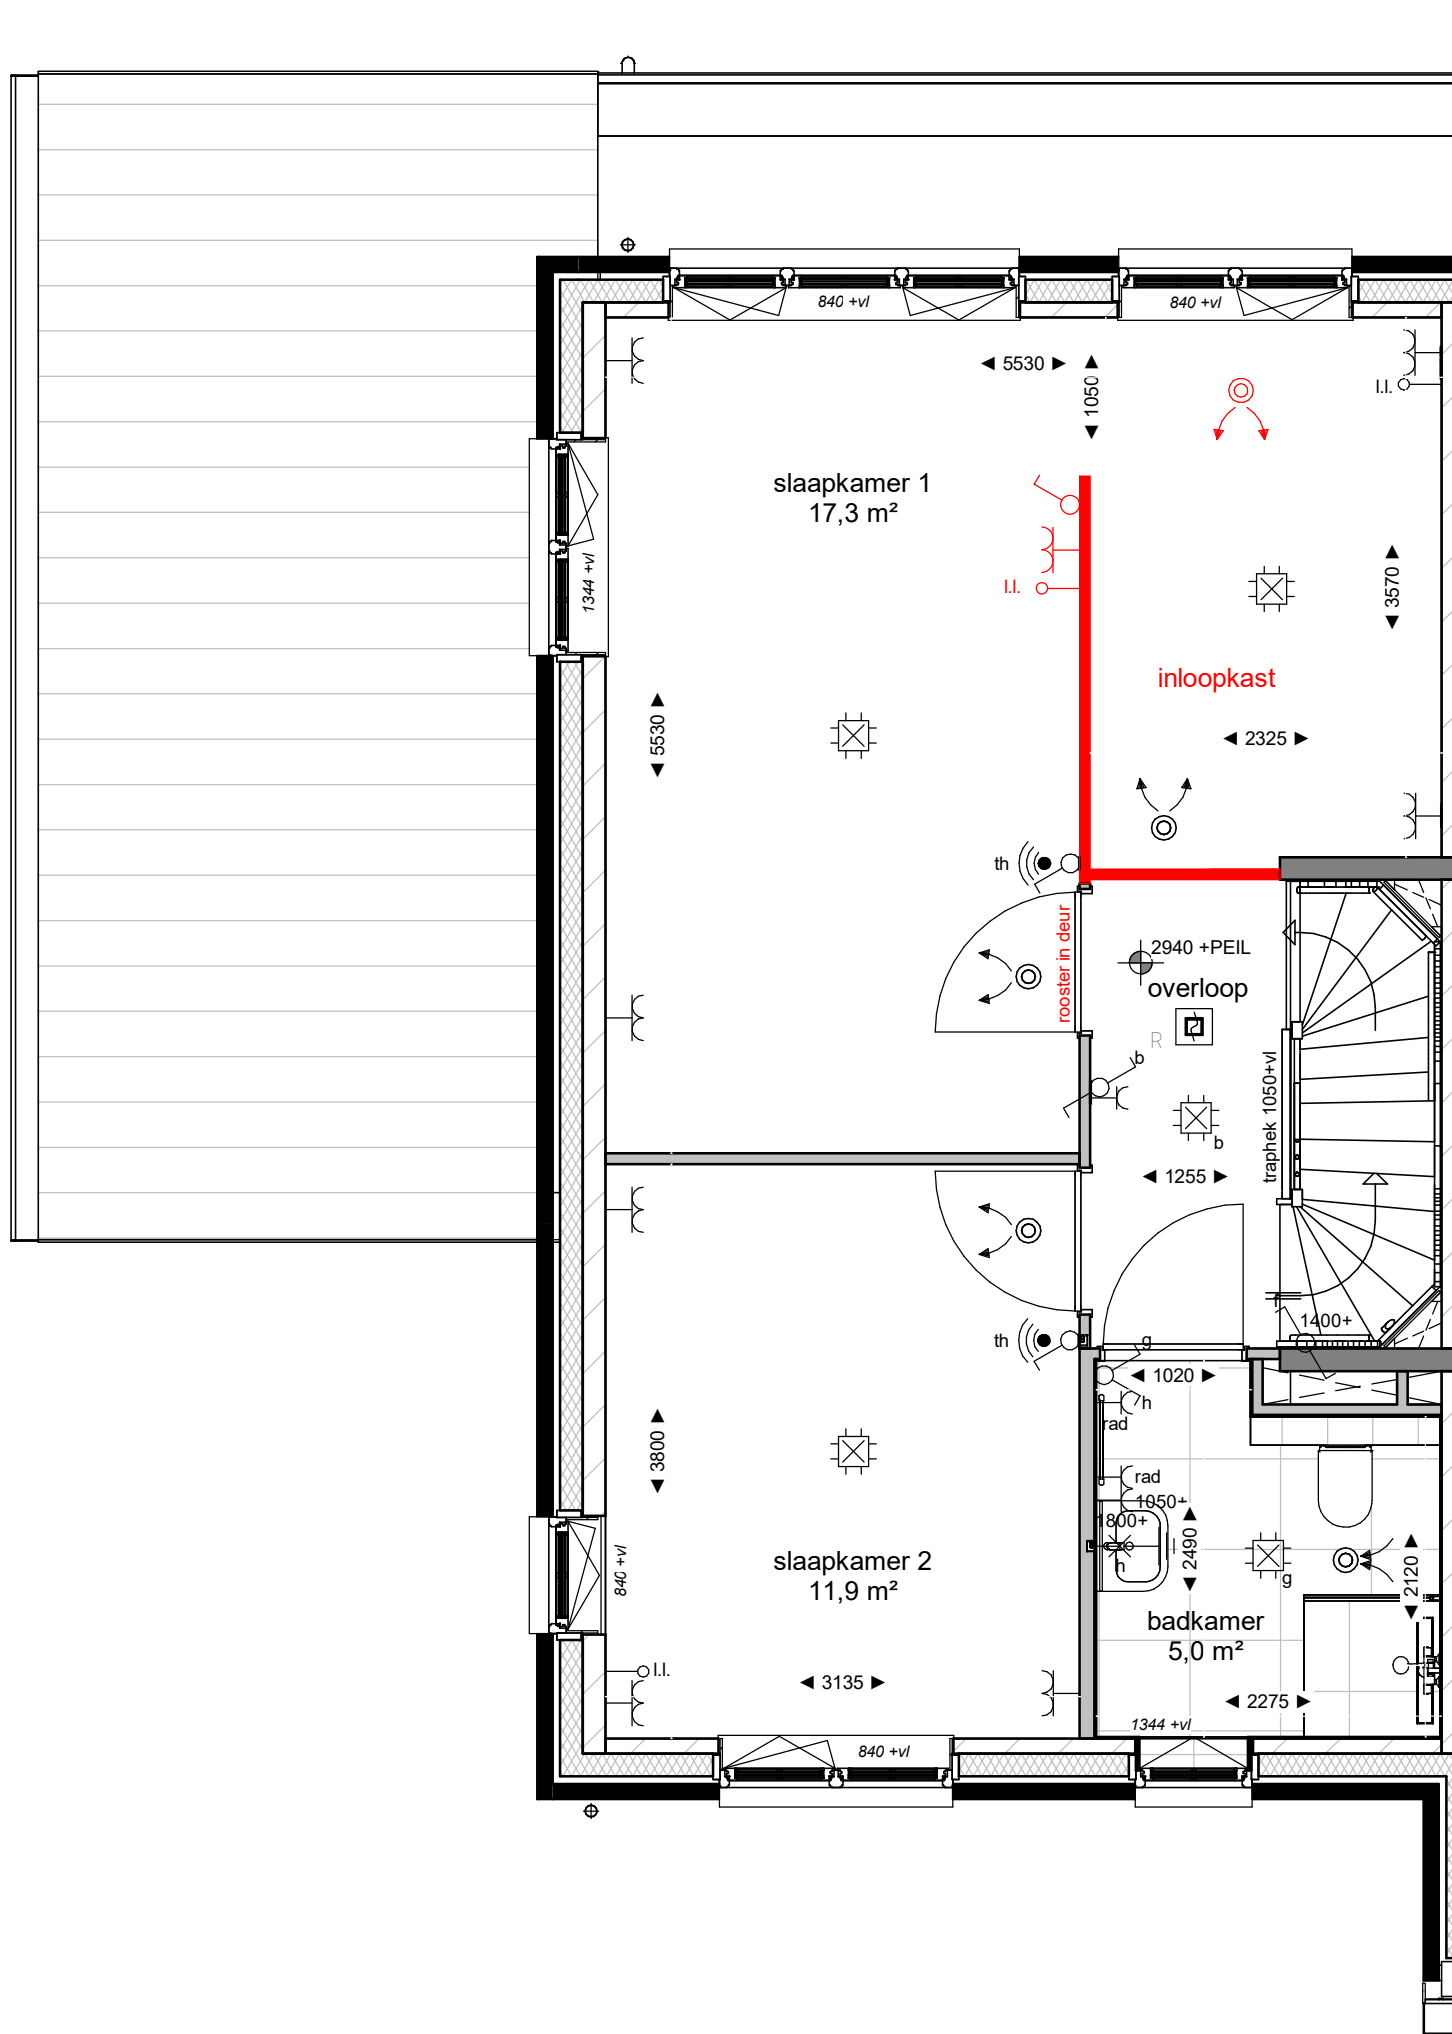 840 +vl
840 +vl
◄ 5530 ►
◄ 1050 ►
l.l.
slaapkamer 1
17,3 m²
1344 +vl
l.l.
◄ 3570 ►
inloopkast
◄ 5530 ►
◄ 2325 ►
th
rooster in deur
2940 +PEIL
overloop
R
b
traphek 1050+vl
b
◄ 1255 ►
th
1400+
g
◄ 1020 ►
h
rad
◄ 3800 ►
rad
1050+
1800+
◄ 2490 ►
h
g
◄ 2120 ►
840 +vl
slaapkamer 2
11,9 m²
badkamer
5,0 m²
l.l.
◄ 3135 ►
◄ 2275 ►
1344 +vl
840 +vl